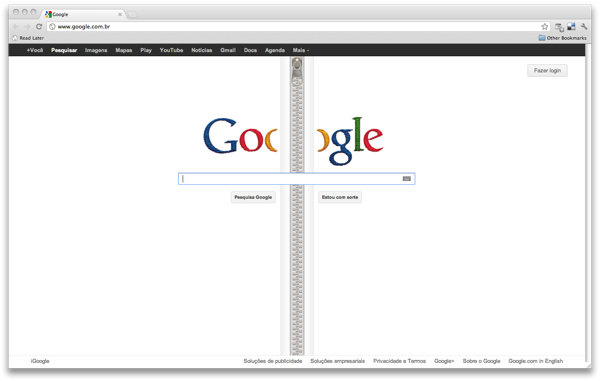 Google
www.google.com.br
Read Later
Other Bookmarks
+Você Pesquisar Imagens Mapas Play YouTube Notícias Gmail Docs Agenda Mais
Fazer login
Google
Pesquisa Google Estou com sorte
iGoogle Soluções de publicidade Soluções empresariais Privacidade e Termos Google+ Sobre o Google Google.com in English